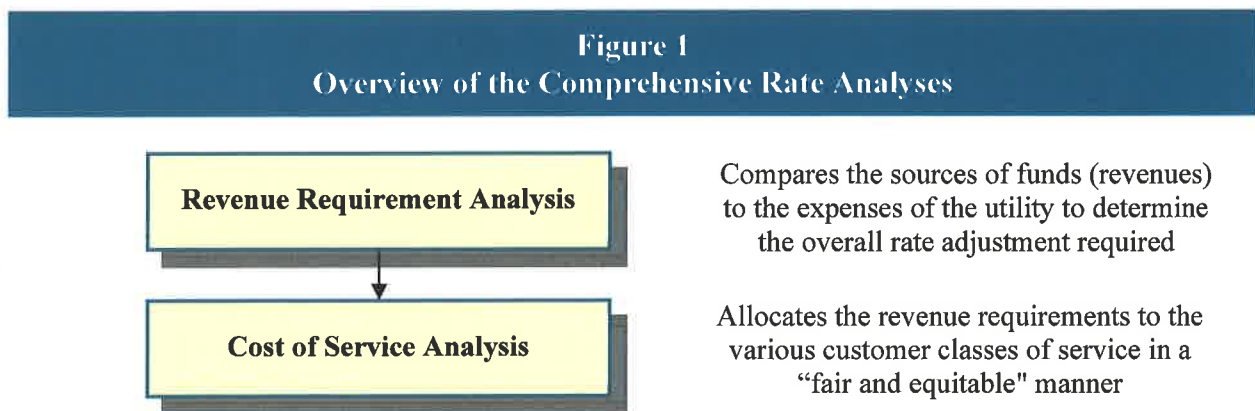 Figure 1
Overview of the Comprehensive Rate Analyses
Revenue Requirement Analysis
Compares the sources of funds (revenues)
to the expenses of the utility to determine
the overall rate adjustment required
Cost of Service Analysis
Allocates the revenue requirements to the
various customer classes of service in a
“fair and equitable" manner